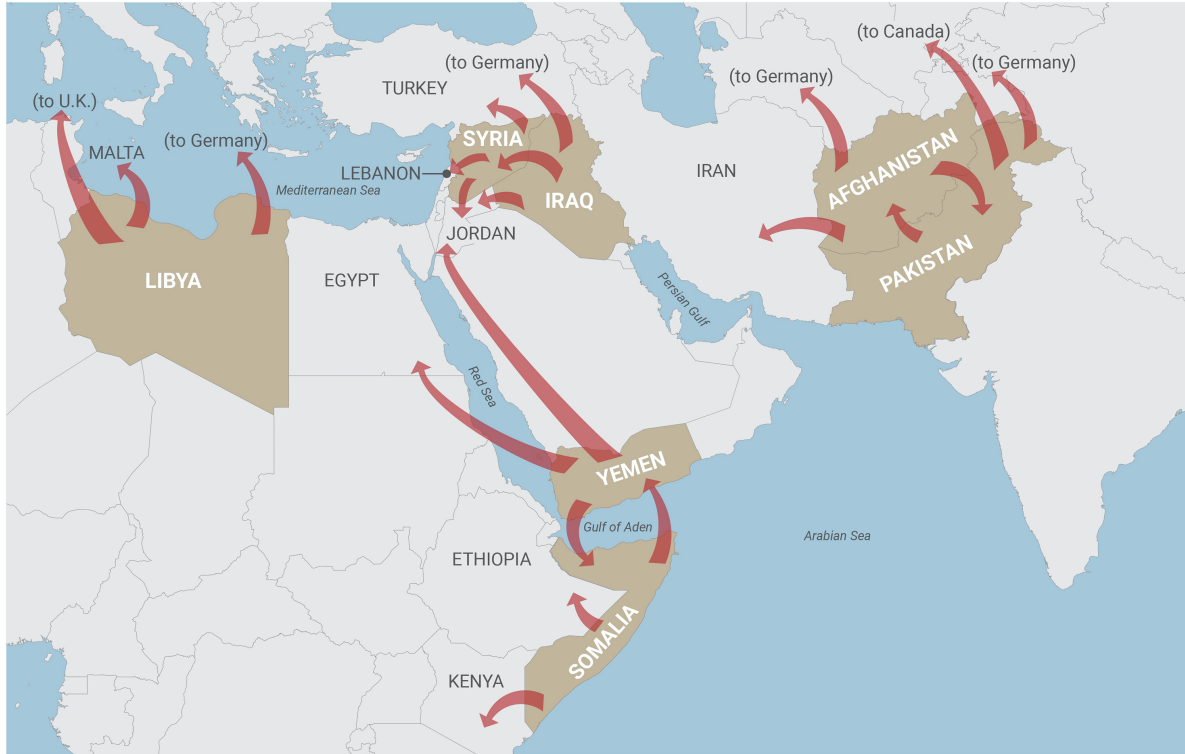 (to Canada)
(to Germany)
(to Germany)
(to Germany)
TURKEY
(to U.K.)
(to Germany)
SYRIA
MALTA
LEBANON
IRAN
AFGHANISTAN
Mediterranean Sea
IRAQ
JORDAN
PAKISTAN
LIBYA
EGYPT
Persian Gulf
Red Sea
YEMEN
Gulf of Aden
Arabian Sea
ETHIOPIA
SOMALIA
KENYA